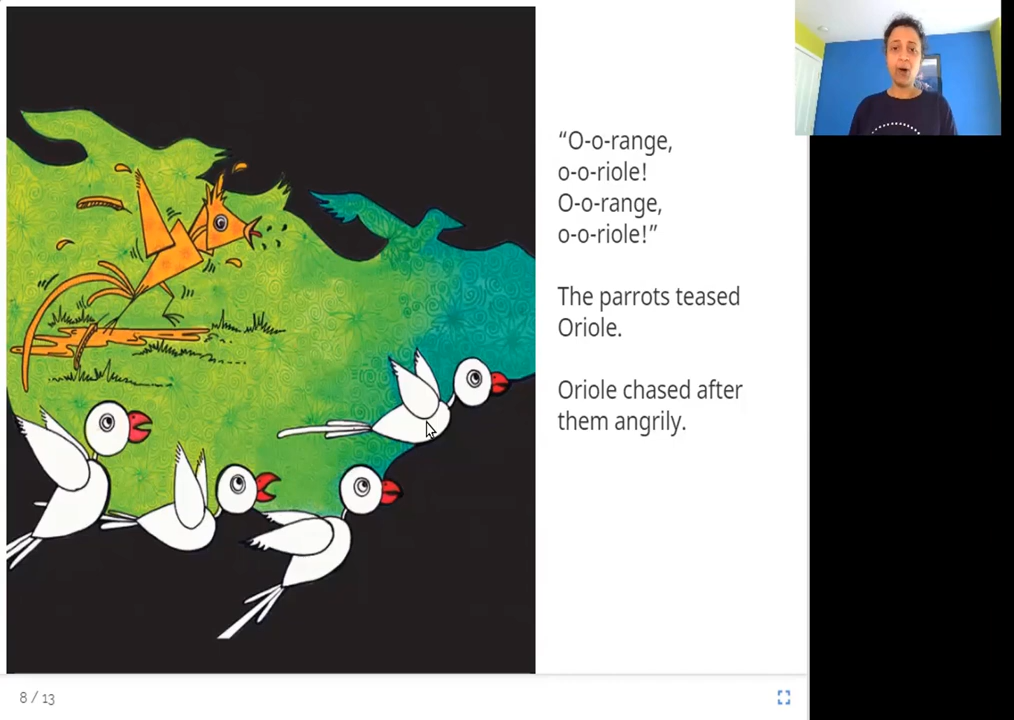 “O-o-range,
o-o-riole!
O-o-range,
o-o-riole!”
The parrots teased
Oriole.
Oriole chased after
them angrily.
8 / 13